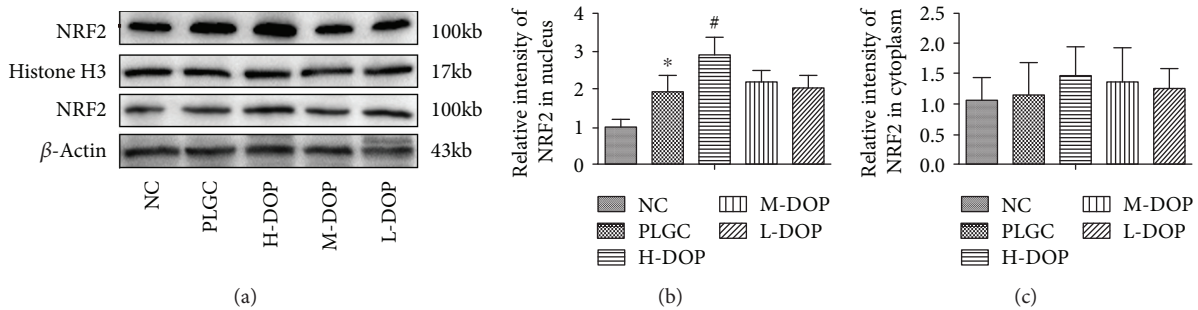 NRF2 100kb
Histone H3 17kb
NRF2 100kb
β-Actin 43kb
NC PLGC H-DOP M-DOP L-DOP
(a)
Relative intensity of
NRF2 in nucleus
4
3
2
1
0
*
#
NC M-DOP
PLGC L-DOP
H-DOP
(b)
Relative intensity of
NRF2 in cytoplasm
2.5
2.0
1.5
1.0
0.5
0.0
NC M-DOP
PLGC L-DOP
H-DOP
(c)